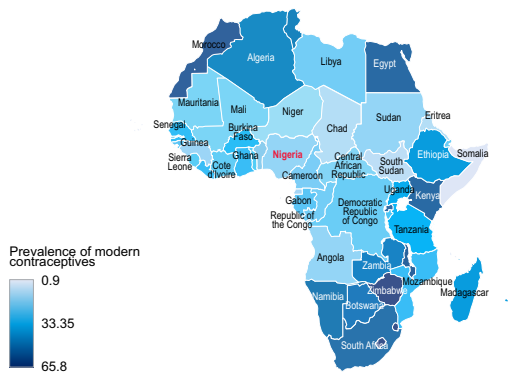 Morocco
Algeria
Libya
Egypt
Mauritania
Mali
Niger
Chad
Sudan
Eritrea
Senegal
Burkina
Faso
Guinea
Nigeria
Ethiopia
Somalia
Sierra
Leone
Cote
d'Ivoire
Ghana
Central
African
Republic
South
Sudan
Cameroon
Uganda
Kenya
Gabon
Democratic
Republic
of Congo
Republic of
the Congo
Tanzania
Angola
Zambia
Mozambique
Madagascar
Zimbabwe
Namibia
Botswana
South Africa
Prevalence of modern
contraceptives
0.9
33.35
65.8